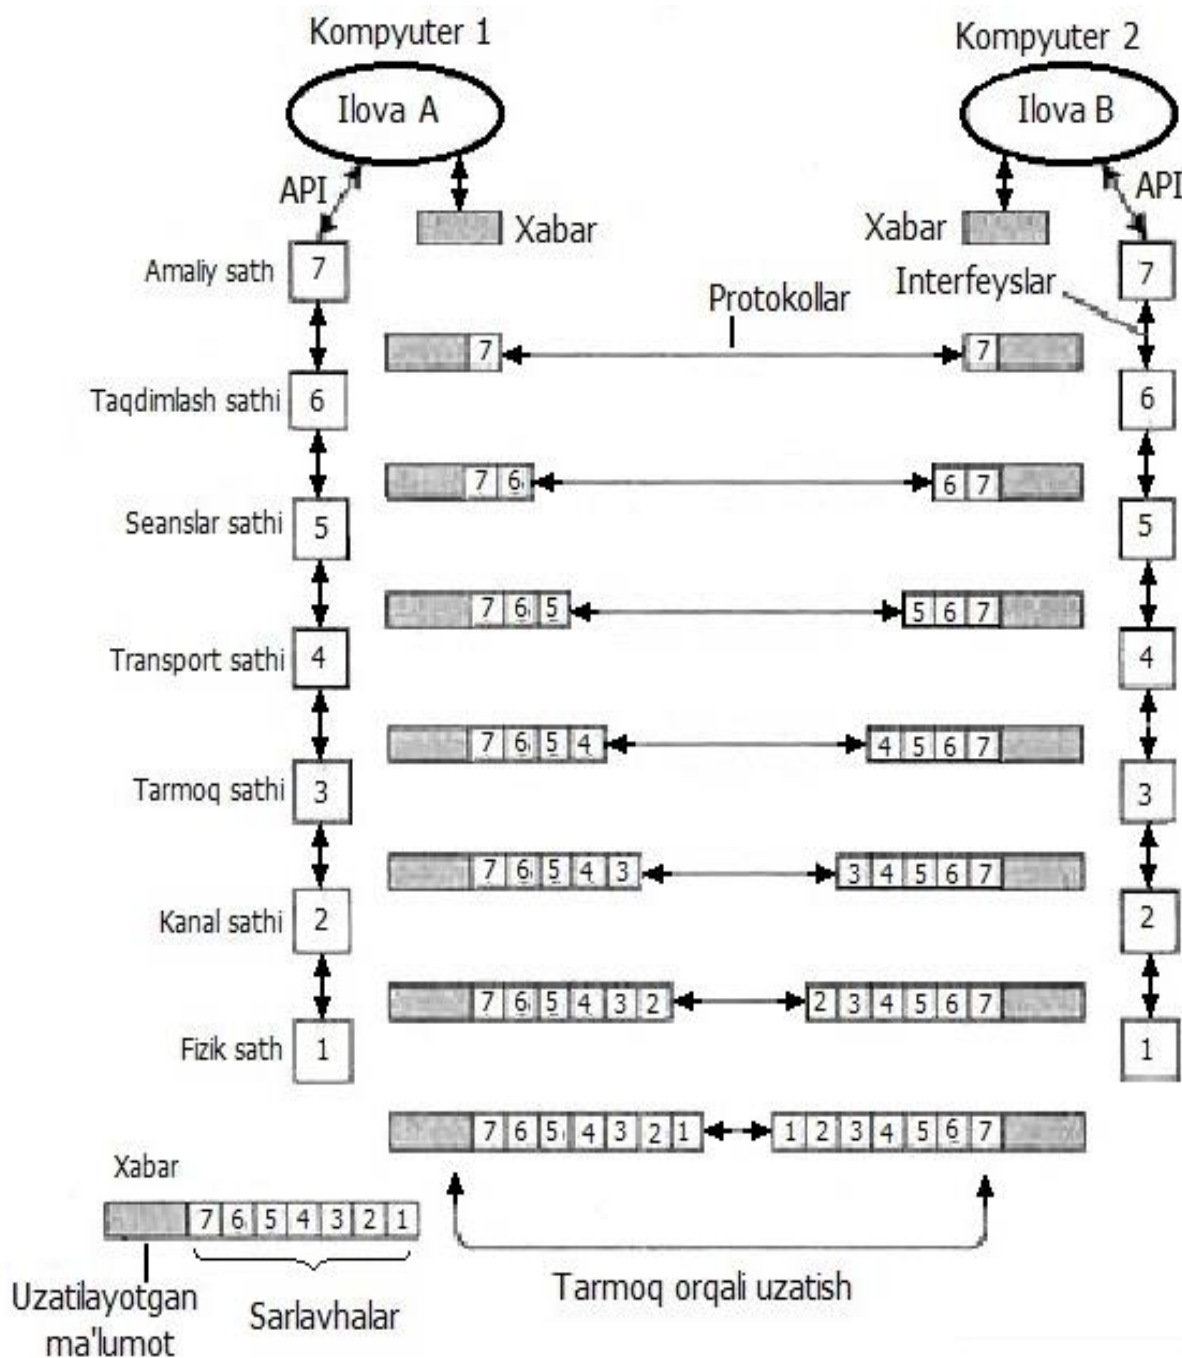 Kompyuter 1
Kompyuter 2
Ilova A
Ilova B
API
API
Xabar
Xabar
Amaliy sath
7
7
Interfeyslar
Protokollar
7
7
Taqdimlash sathi
6
6
7 6
6 7
Seanslar sathi
5
5
7 6 5
5 6 7
Transport sathi
4
4
7 6 5 4
4 5 6 7
Tarmoq sathi
3
3
7 6 5 4 3
3 4 5 6 7
Kanal sathi
2
2
7 6 5 4 3 2
2 3 4 5 6 7
Fizik sath
1
1
7 6 5 4 3 2 1
1 2 3 4 5 6 7
Xabar
7 6 5 4 3 2 1
Uzatilayotgan
ma'lumot
Sarlavhalar
Tarmoq orqali uzatish